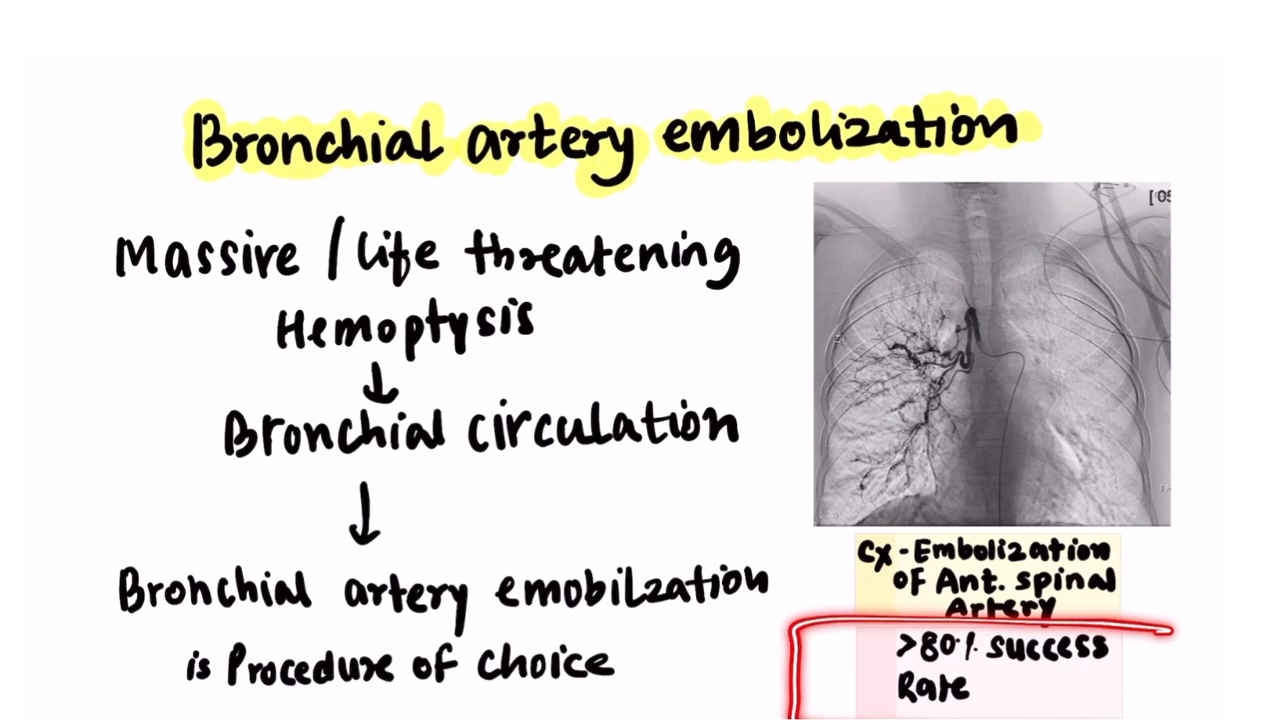 Bronchial artery embolization
Massive / Life threatening
Hemoptysis
↓
Bronchial circulation
↓
Bronchial artery emobilzation
is Procedure of choice
[05
Cx - Embolization
of Ant. spinal
Artery
>80% success
Rate